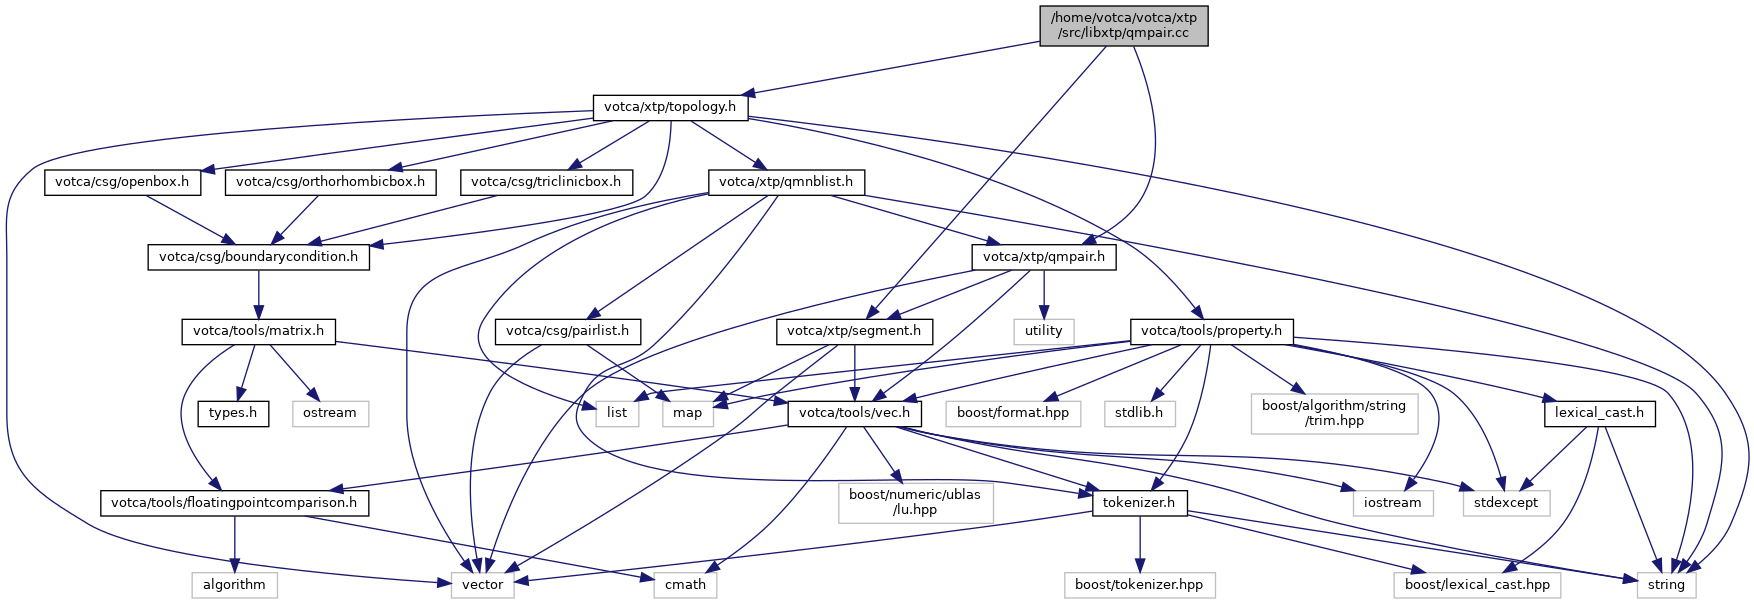 /home/votca/votca/xtp
/src/libxtp/qmpair.cc
votca/xtp/topology.h
votca/csg/openbox.h
votca/csg/orthorhombicbox.h
votca/csg/triclinicbox.h
votca/xtp/qmnblist.h
votca/csg/boundarycondition.h
votca/xtp/qmpair.h
votca/tools/matrix.h
votca/csg/pairlist.h
votca/xtp/segment.h
utility
votca/tools/property.h
types.h
ostream
list
map
votca/tools/vec.h
boost/format.hpp
stdlib.h
boost/algorithm/string
/trim.hpp
lexical_cast.h
votca/tools/floatingpointcomparison.h
boost/numeric/ublas
/lu.hpp
tokenizer.h
iostream
stdexcept
algorithm
vector
cmath
boost/tokenizer.hpp
boost/lexical_cast.hpp
string